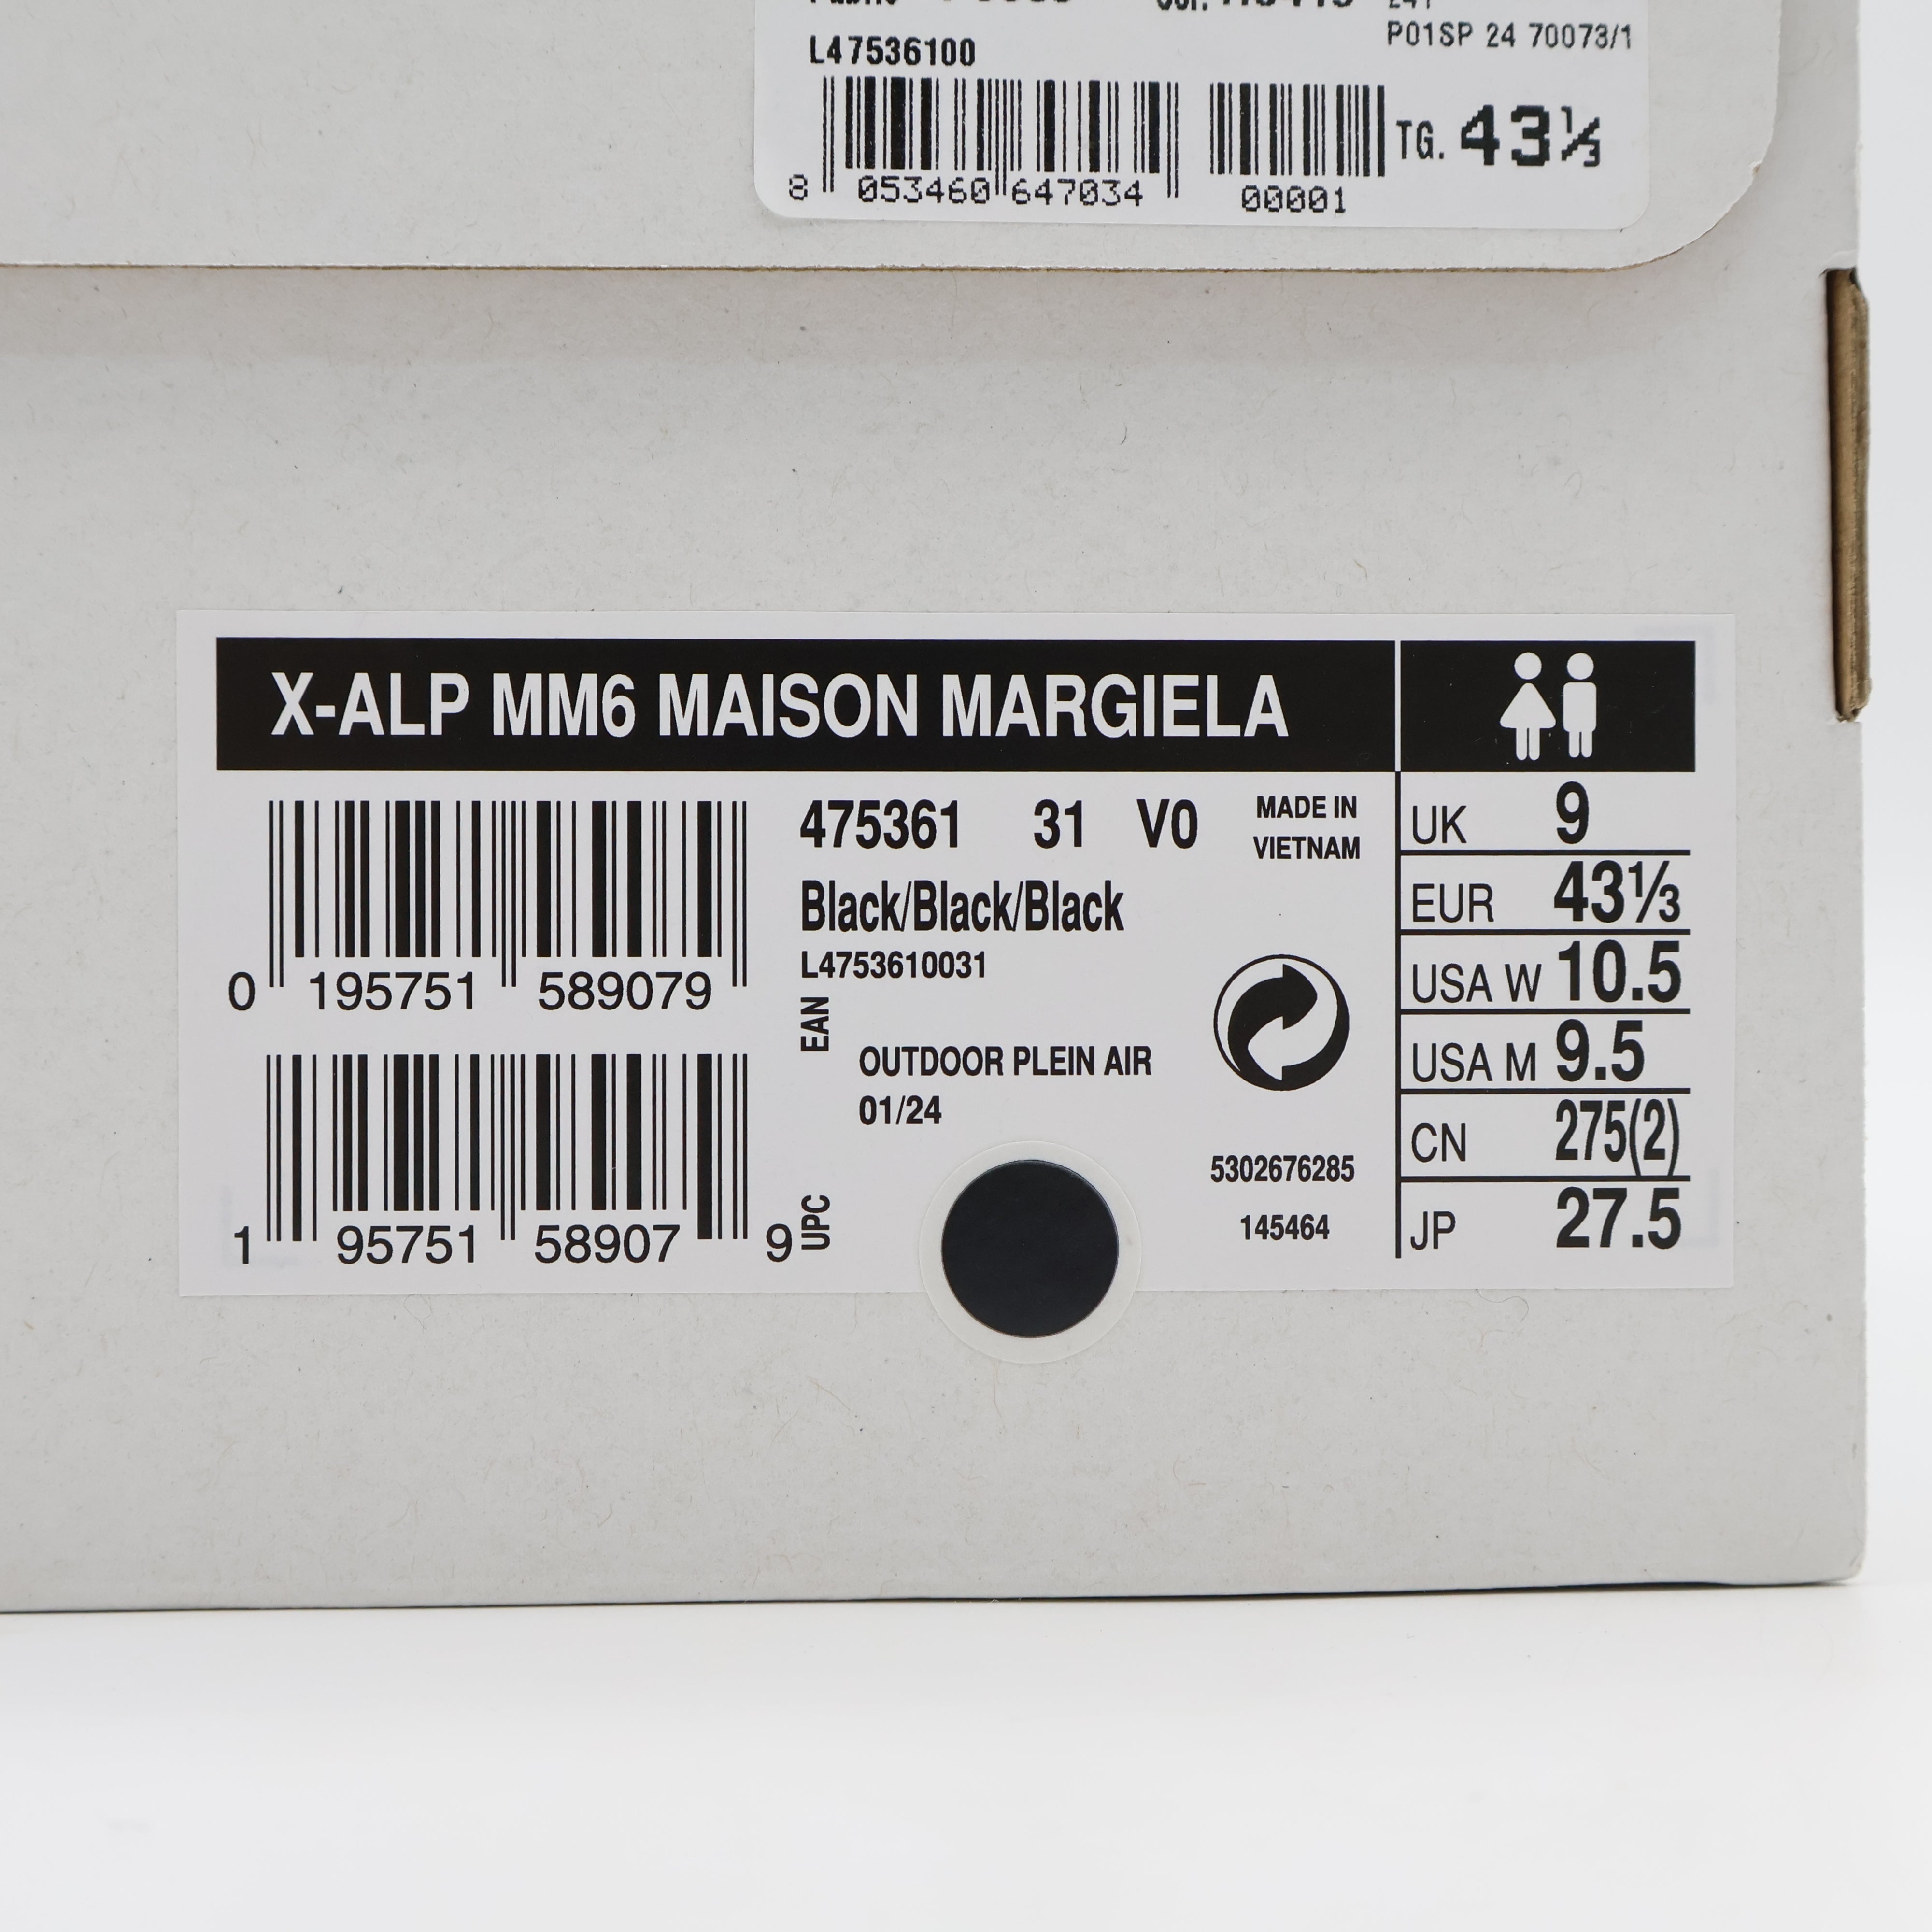 P01SP 24 70073/1
L47536100
TG. 43⅓
8 053460 647034 00001
X-ALP MM6 MAISON MARGIELA
475361 31 V0
MADE IN
VIETNAM
Black/Black/Black
L4753610031
0 195751 589079
EAN
OUTDOOR PLEIN AIR
01/24
1 95751 58907 9
UPC
5302676285
145464
UK 9
EUR 43⅓
USA W 10.5
USA M 9.5
CN 275(2)
JP 27.5